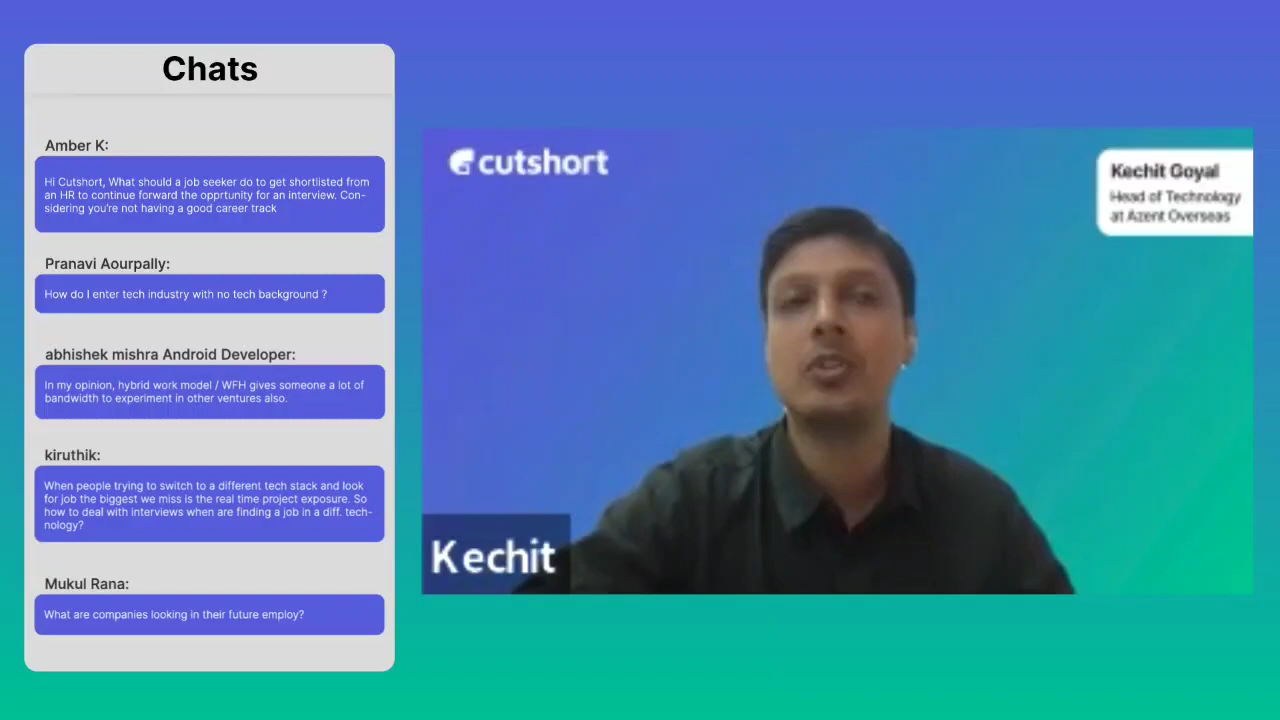 Chats
Amber K:
Hi Cutshort, What should a job seeker do to get shortlisted from
an HR to continue forward the opprtunity for an interview. Con-
sidering you're not having a good career track
Pranavi Aourpally:
How do I enter tech industry with no tech background ?
abhishek mishra Android Developer:
In my opinion, hybrid work model / WFH gives someone a lot of
bandwidth to experiment in other ventures also.
kiruthik:
When people trying to switch to a different tech stack and look
for job the biggest we miss is the real time project exposure. So
how to deal with interviews when are finding a job in a diff. tech-
nology?
Mukul Rana:
What are companies looking in their future employ?
cutshort
Kechit Goyal
Head of Technology
at Azent Overseas
Kechit